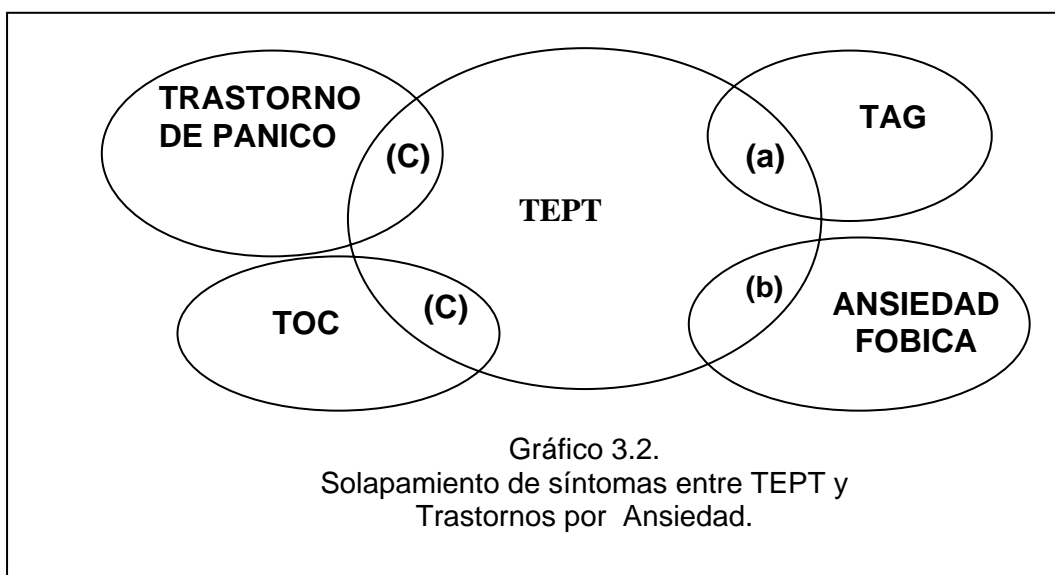 TRASTORNO
DE PANICO
(C)
TEPT
(a)
TAG
TOC
(C)
(b)
ANSIEDAD
FOBICA
Gráfico 3.2.
Solapamiento de síntomas entre TEPT y
Trastornos por Ansiedad.